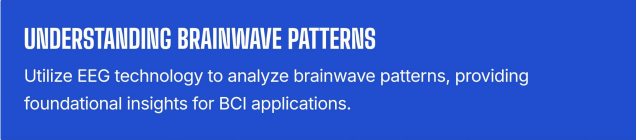 UNDERSTANDING BRAINWAVE PATTERNS
Utilize EEG technology to analyze brainwave patterns, providing
foundational insights for BCI applications.